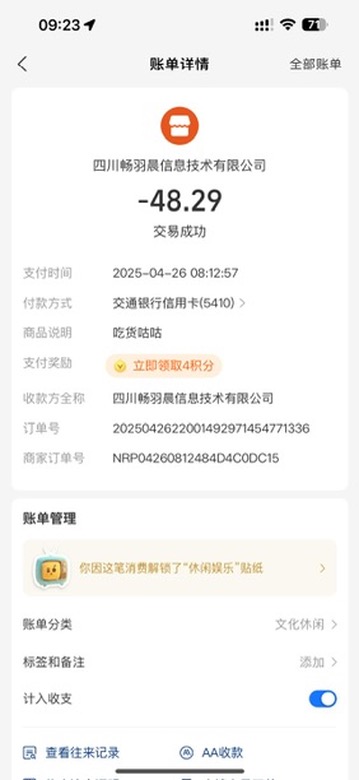 09:23
71
账单详情
全部账单
四川畅羽晨信息技术有限公司
-48.29
交易成功
支付时间 2025-04-26 08:12:57
付款方式 交通银行信用卡(5410)
商品说明 吃货咕咕
支付奖励 立即领取4积分
收款方全称 四川畅羽晨信息技术有限公司
订单号 2025042622001492971454771336
商家订单号 NRP04260812484D4C0DC15
账单管理
你因这笔消费解锁了“休闲娱乐”贴纸
账单分类 文化休闲
标签和备注 添加
计入收支
查看往来记录 AA收款